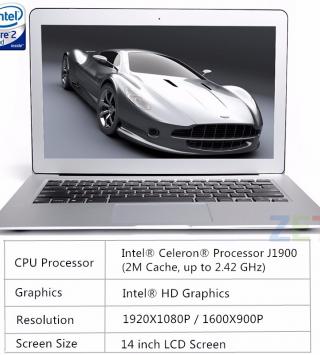 intel
CPU Processor
Intel® Celeron® Processor J1900
(2M Cache, up to 2.42 GHz)
Graphics
Intel® HD Graphics
Resolution
1920X1080P / 1600X900P
Screen Size
14 inch LCD Screen